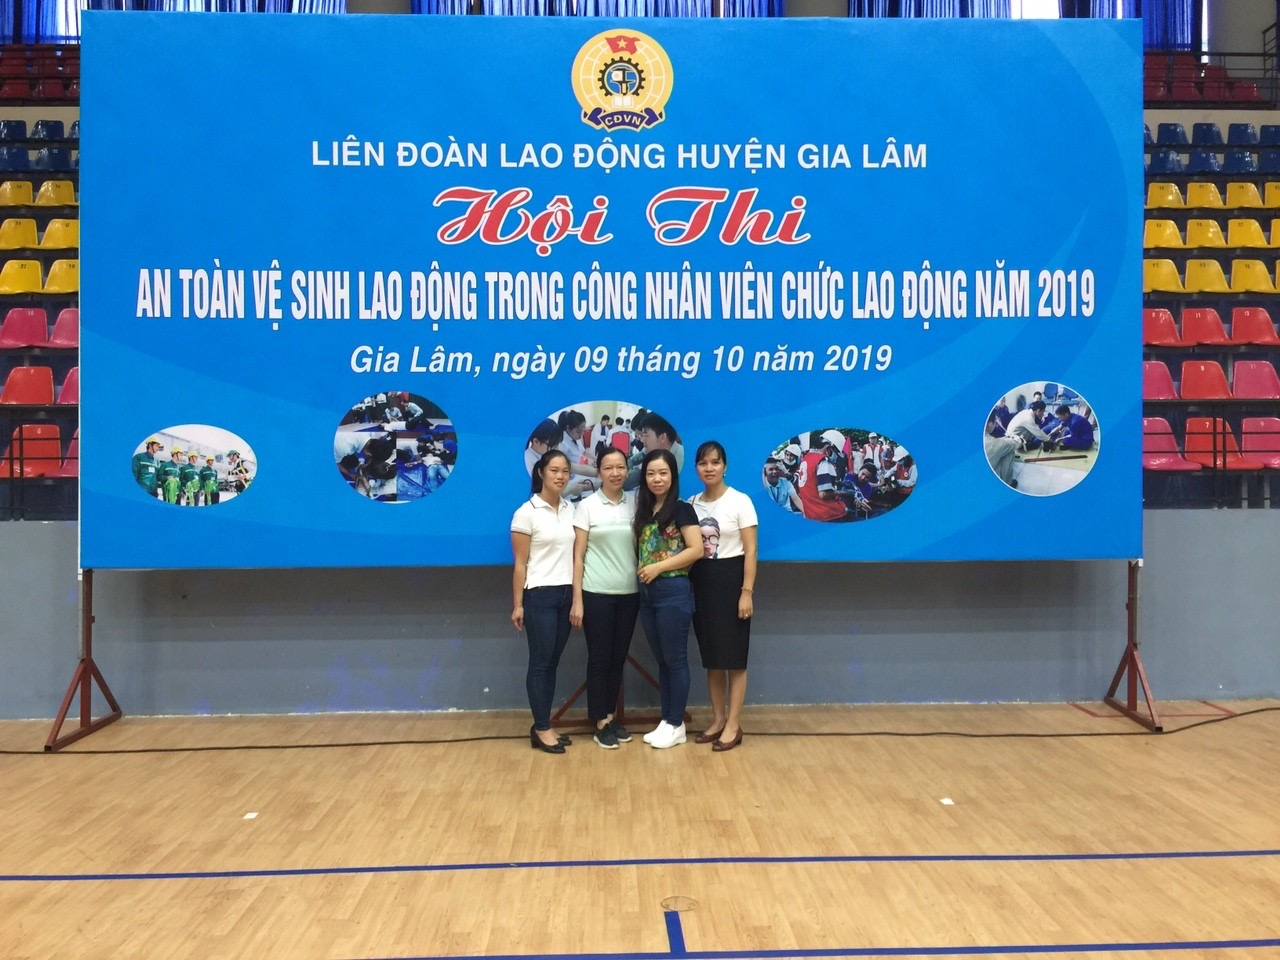 CĐVN
LIÊN ĐOÀN LAO ĐỘNG HUYỆN GIA LÂM
Hội Thi
AN TOÀN VỆ SINH LAO ĐỘNG TRONG CÔNG NHÂN VIÊN CHỨC LAO ĐỘNG NĂM 2019
Gia Lâm, ngày 09 tháng 10 năm 2019